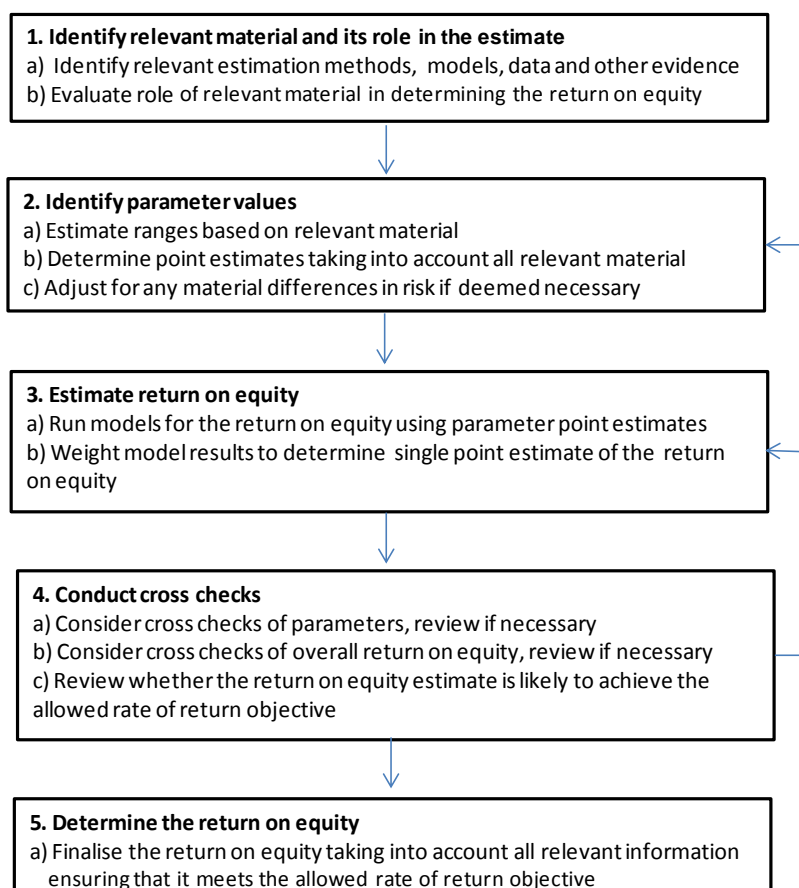 1. Identify relevant material and its role in the estimate
a) Identify relevant estimation methods, models, data and other evidence
b) Evaluate role of relevant material in determining the return on equity
2. Identify parameter values
a) Estimate ranges based on relevant material
b) Determine point estimates taking into account all relevant material
c) Adjust for any material differences in risk if deemed necessary
3. Estimate return on equity
a) Run models for the return on equity using parameter point estimates
b) Weight model results to determine single point estimate of the return
on equity
4. Conduct cross checks
a) Consider cross checks of parameters, review if necessary
b) Consider cross checks of overall return on equity, review if necessary
c) Review whether the return on equity estimate is likely to achieve the
allowed rate of return objective
5. Determine the return on equity
a) Finalise the return on equity taking into account all relevant information
ensuring that it meets the allowed rate of return objective